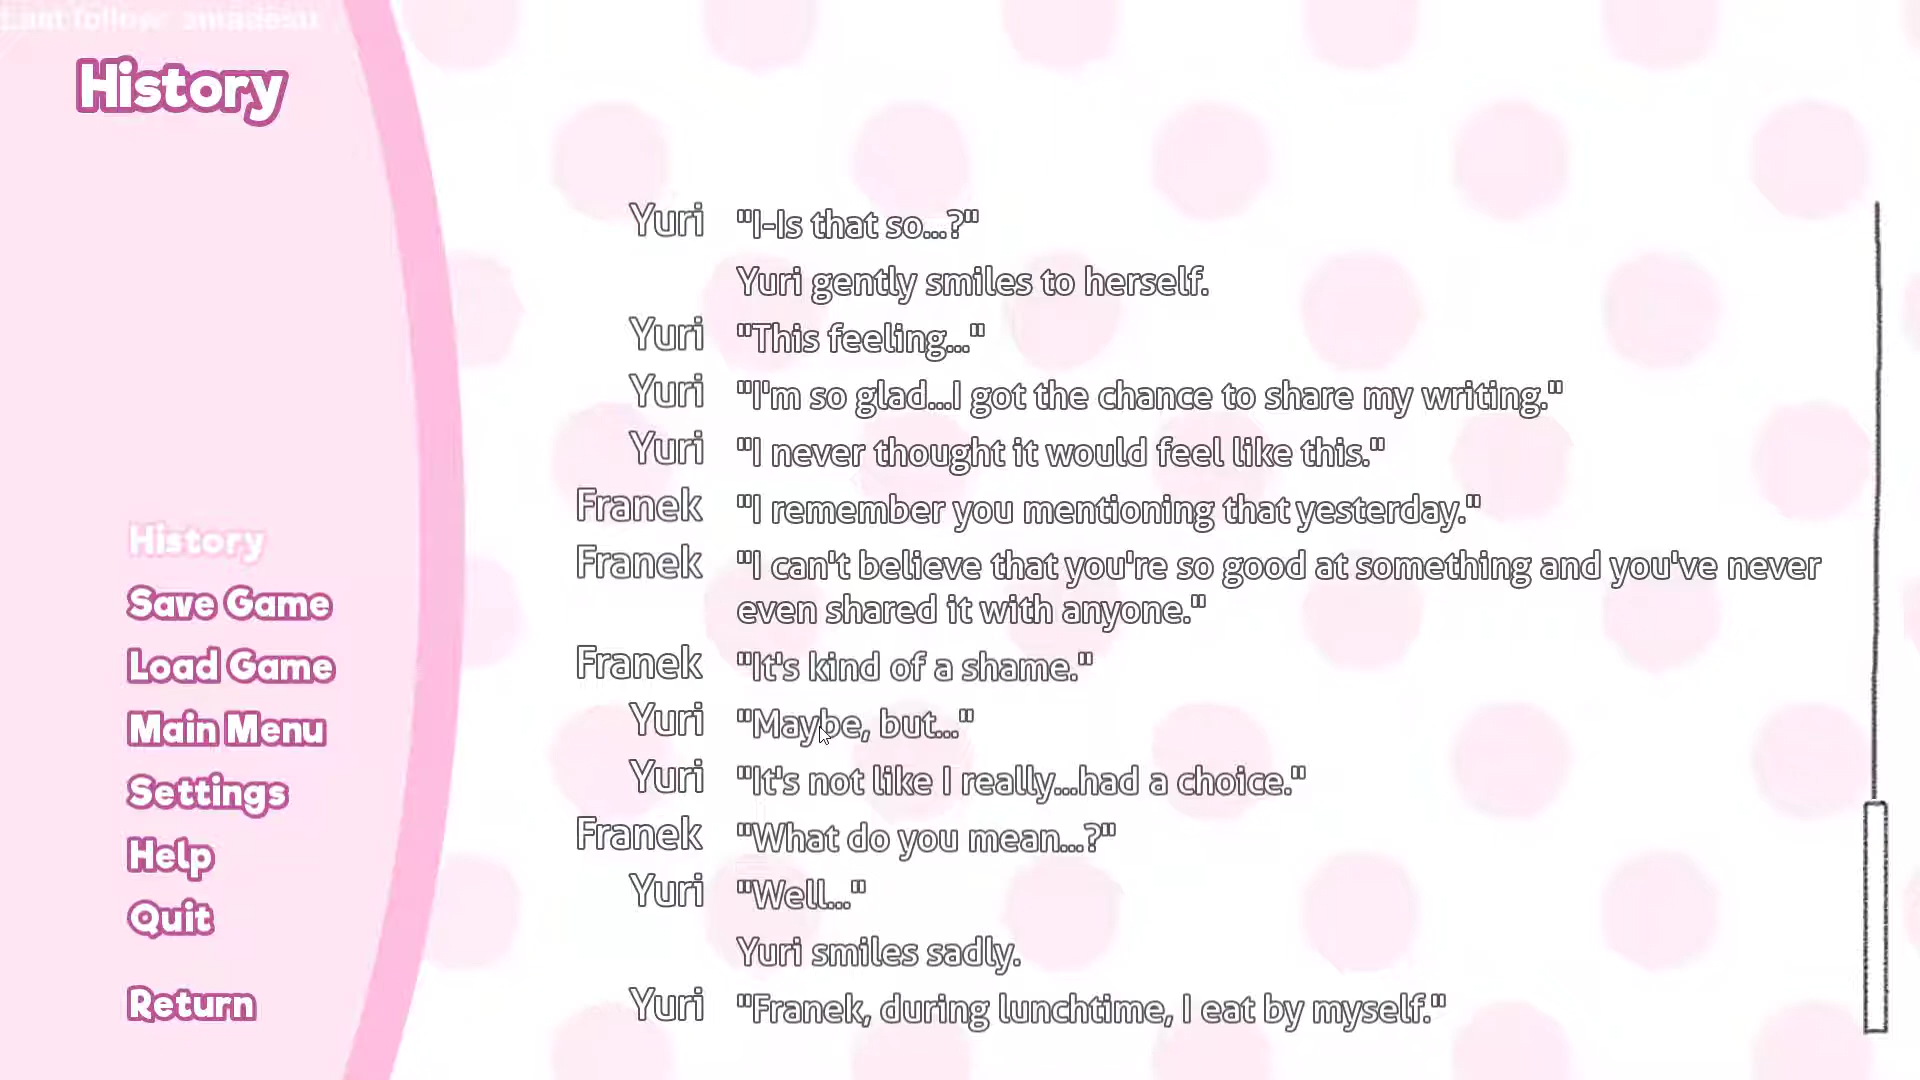 Last follow:
History
Yuri "I-Is that so...?"
Yuri gently smiles to herself.
Yuri "This feeling..."
Yuri "I'm so glad...I got the chance to share my writing."
Yuri "I never thought it would feel like this."
Franek "I remember you mentioning that yesterday."
Franek "I can't believe that you're so good at something and you've never
even shared it with anyone."
Franek "It's kind of a shame."
Yuri "Maybe, but..."
Yuri "It's not like I really...had a choice."
Franek "What do you mean...?"
Yuri "Well..."
Yuri smiles sadly.
Yuri "Franek, during lunchtime, I eat by myself."
History
Save Game
Load Game
Main Menu
Settings
Help
Quit
Return